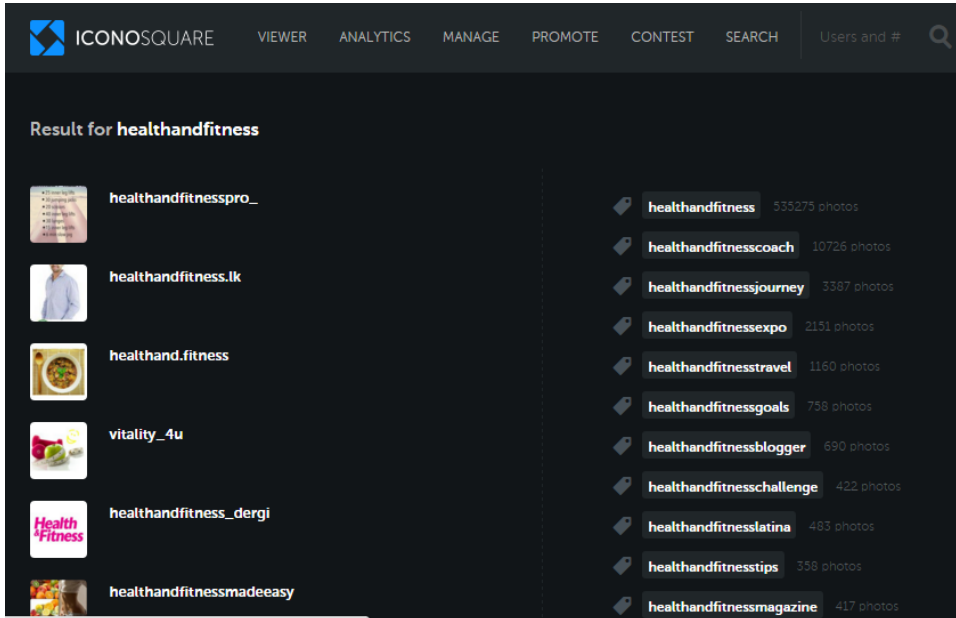 ICONOSQUARE VIEWER ANALYTICS MANAGE PROMOTE CONTEST SEARCH Users and #
Result for healthandfitness
healthandfitnesspro_
healthandfitness.lk
healthand.fitness
vitality_4u
Health
&Fitness
healthandfitness_dergi
healthandfitnessmadeeasy
healthandfitness 535275 photos
healthandfitnesscoach 10726 photos
healthandfitnessjourney 3387 photos
healthandfitnessexpo 2151 photos
healthandfitnesstravel 1160 photos
healthandfitnessgoals 758 photos
healthandfitnessblogger 690 photos
healthandfitnesschallenge 422 photos
healthandfitnesslatina 483 photos
healthandfitnesstips 358 photos
healthandfitnessmagazine 417 photos